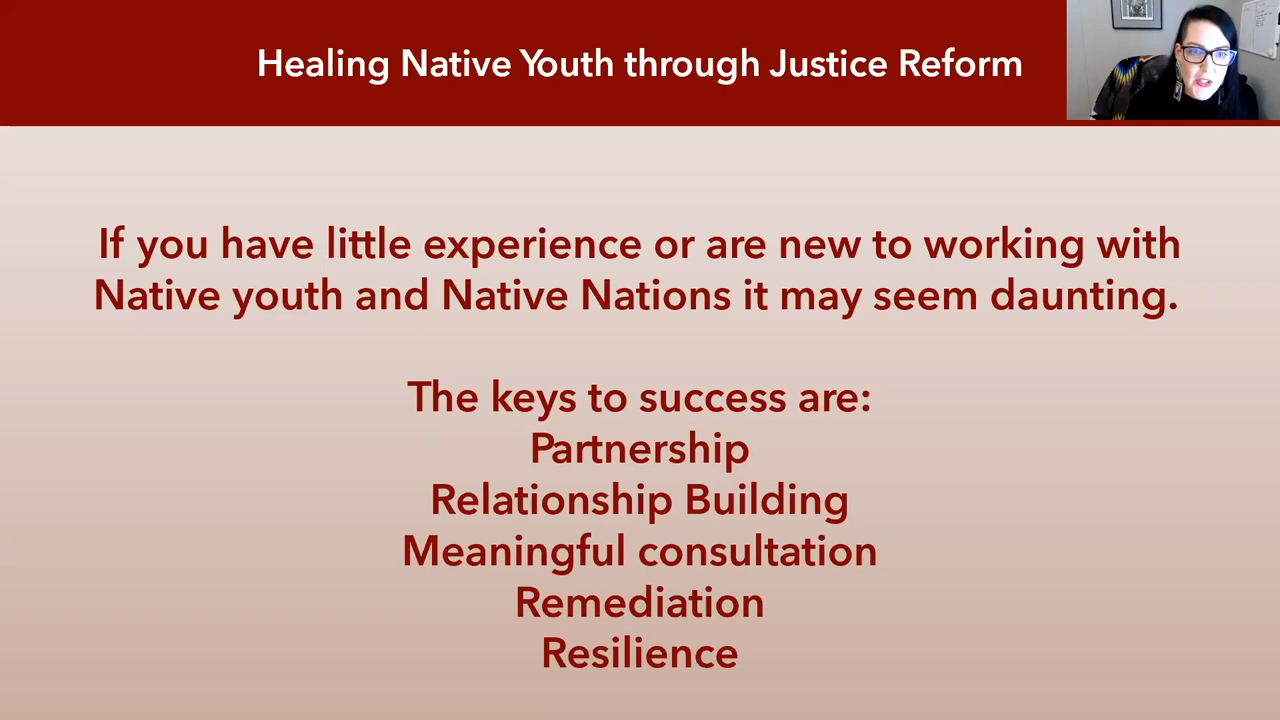 Healing Native Youth through Justice Reform
If you have little experience or are new to working with
Native youth and Native Nations it may seem daunting.
The keys to success are:
Partnership
Relationship Building
Meaningful consultation
Remediation
Resilience